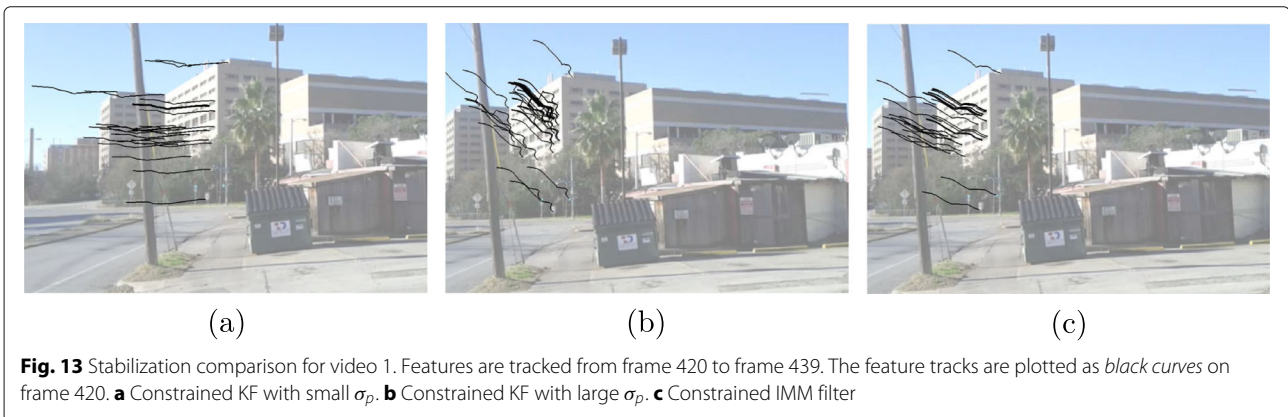 (a)
(b)
(c)
Fig. 13 Stabilization comparison for video 1. Features are tracked from frame 420 to frame 439. The feature tracks are plotted as black curves on
frame 420. a Constrained KF with small σp. b Constrained KF with large σp. c Constrained IMM filter